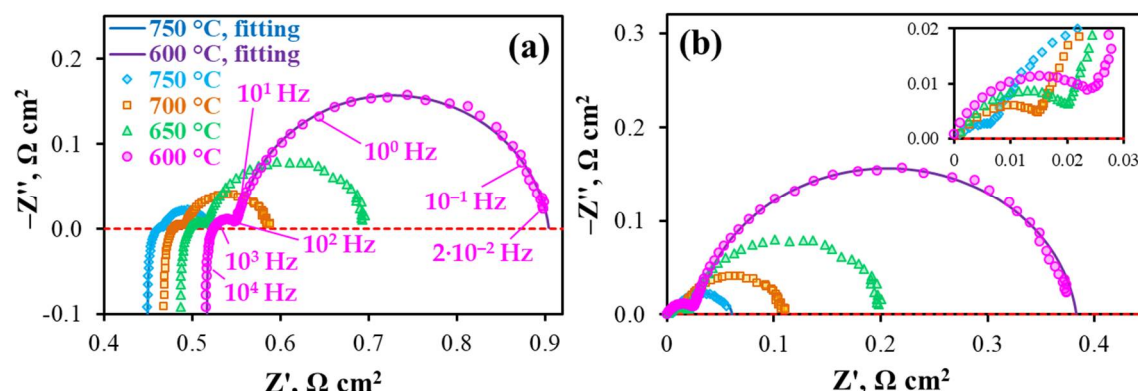 750 °C, fitting
600 °C, fitting
750 °C
700 °C
650 °C
600 °C
(a)
10¹ Hz
10⁰ Hz
10⁻¹ Hz
2·10⁻² Hz
10² Hz
10³ Hz
10⁴ Hz
0.2
0.1
0.0
-0.1
−Z'', Ω cm²
0.4 0.5 0.6 0.7 0.8 0.9
Z', Ω cm²
(b)
0.3
0.2
0.1
0.0
−Z'', Ω cm²
0 0.1 0.2 0.3 0.4
Z', Ω cm²
0.02
0.01
0.00
0 0.01 0.02 0.03